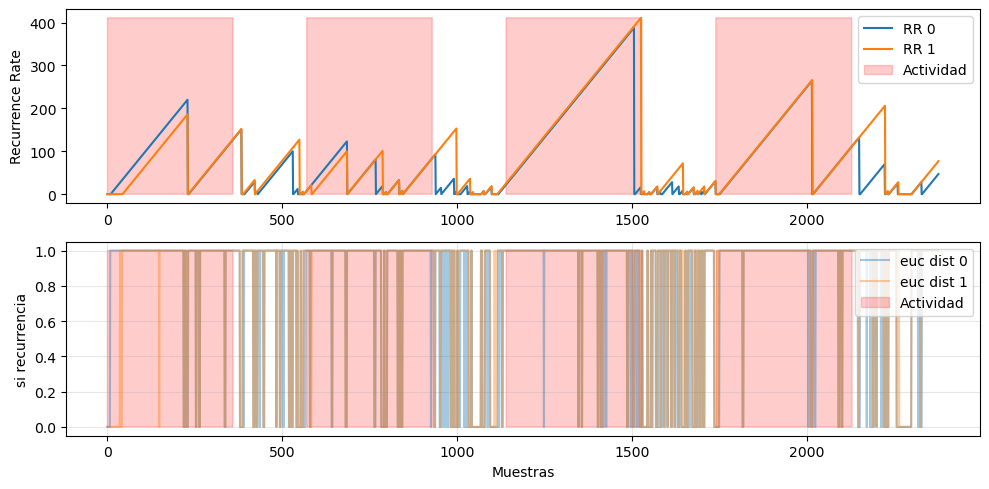 Recurrence Rate
400
300
200
100
0
RR 0
RR 1
Actividad
0
500
1000
1500
2000
si recurrencia
1.0
0.8
0.6
0.4
0.2
0.0
euc dist 0
euc dist 1
Actividad
0
500
1000
1500
2000
Muestras